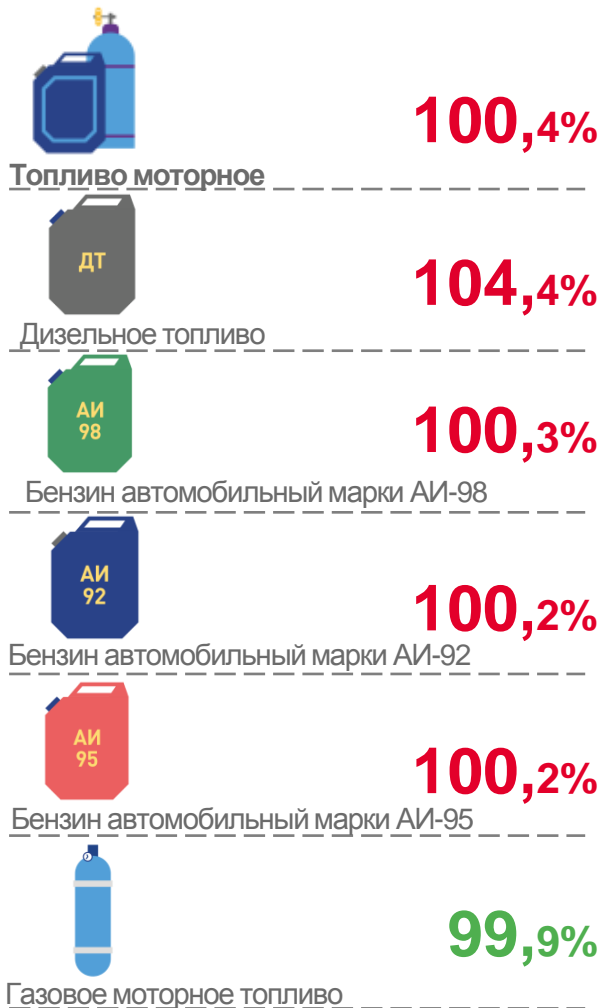 100,4%
Топливо моторное
ДТ
104,4%
Дизельное топливо
АИ
98
100,3%
Бензин автомобильный марки АИ-98
АИ
92
100,2%
Бензин автомобильный марки АИ-92
АИ
95
100,2%
Бензин автомобильный марки АИ-95
99,9%
Газовое моторное топливо